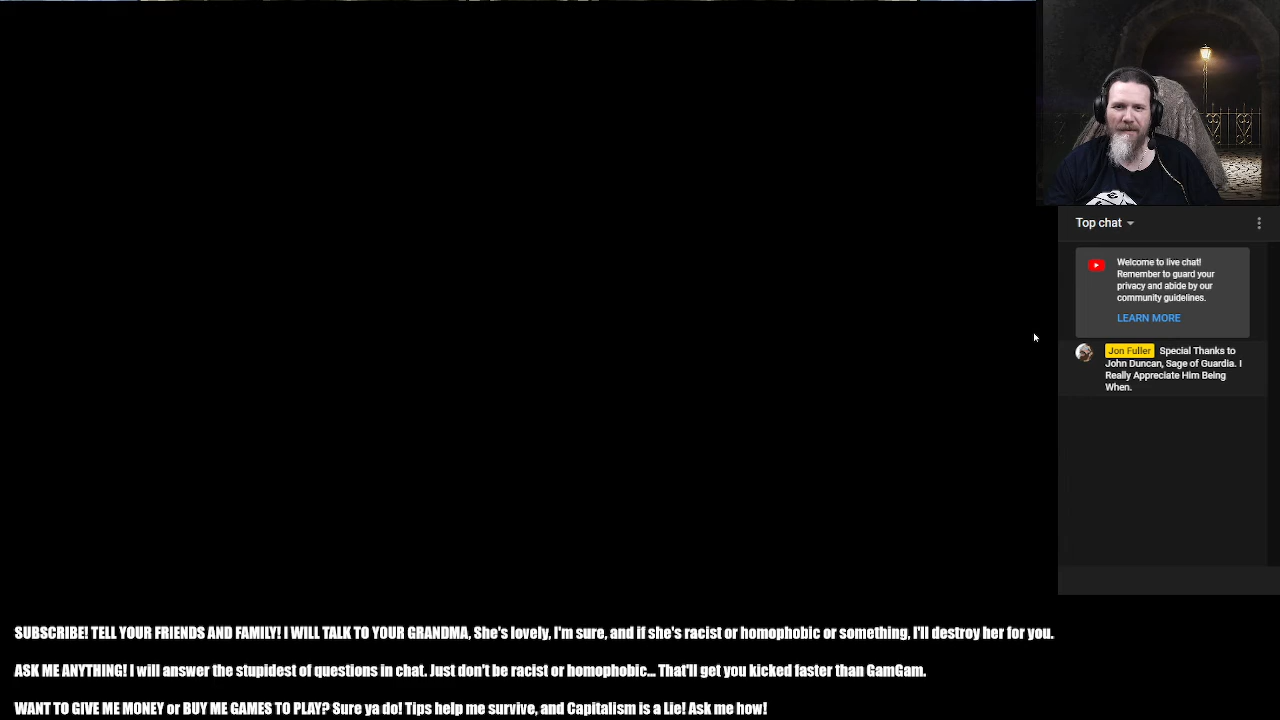 Top chat
Welcome to live chat!
Remember to guard your
privacy and abide by our
community guidelines.
LEARN MORE
Jon Fuller Special Thanks to
John Duncan, Sage of Guardia. I
Really Appreciate Him Being
When.
SUBSCRIBE! TELL YOUR FRIENDS AND FAMILY! I WILL TALK TO YOUR GRANDMA, She's lovely, I'm sure, and if she's racist or homophobic or something, I'll destroy her for you.
ASK ME ANYTHING! I will answer the stupidest of questions in chat. Just don't be racist or homophobic... That'll get you kicked faster than GamGam.
WANT TO GIVE ME MONEY or BUY ME GAMES TO PLAY? Sure ya do! Tips help me survive, and Capitalism is a Lie! Ask me how!